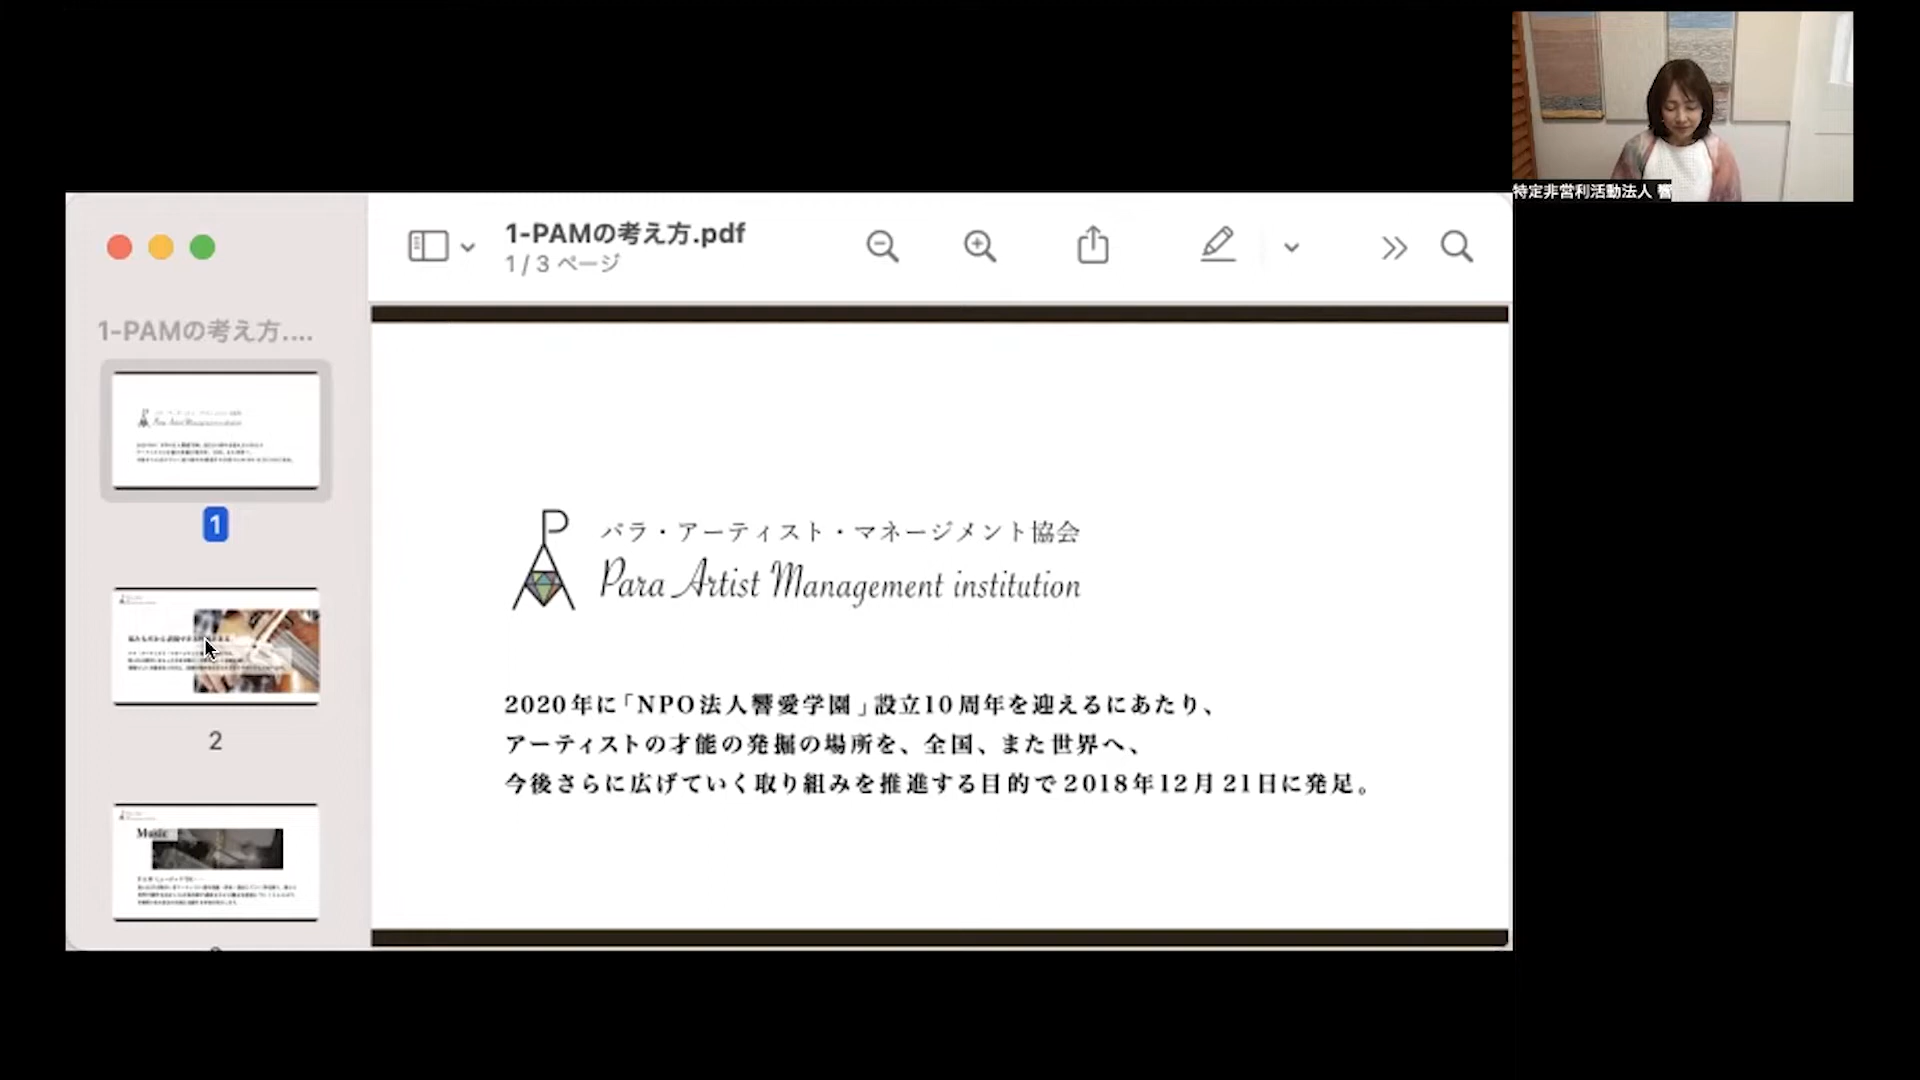 特定非営利活動法人 響
1-PAMの考え方.pdf
1 / 3 ページ
1-PAMの考え方....
1
2
Music
パラ・アーティスト・マネージメント協会
Para Artist Management institution
2020年に「NPO法人響愛学園」設立10周年を迎えるにあたり、
アーティストの才能の発掘の場所を、全国、また世界へ、
今後さらに広げていく取り組みを推進する目的で2018年12月21日に発足。